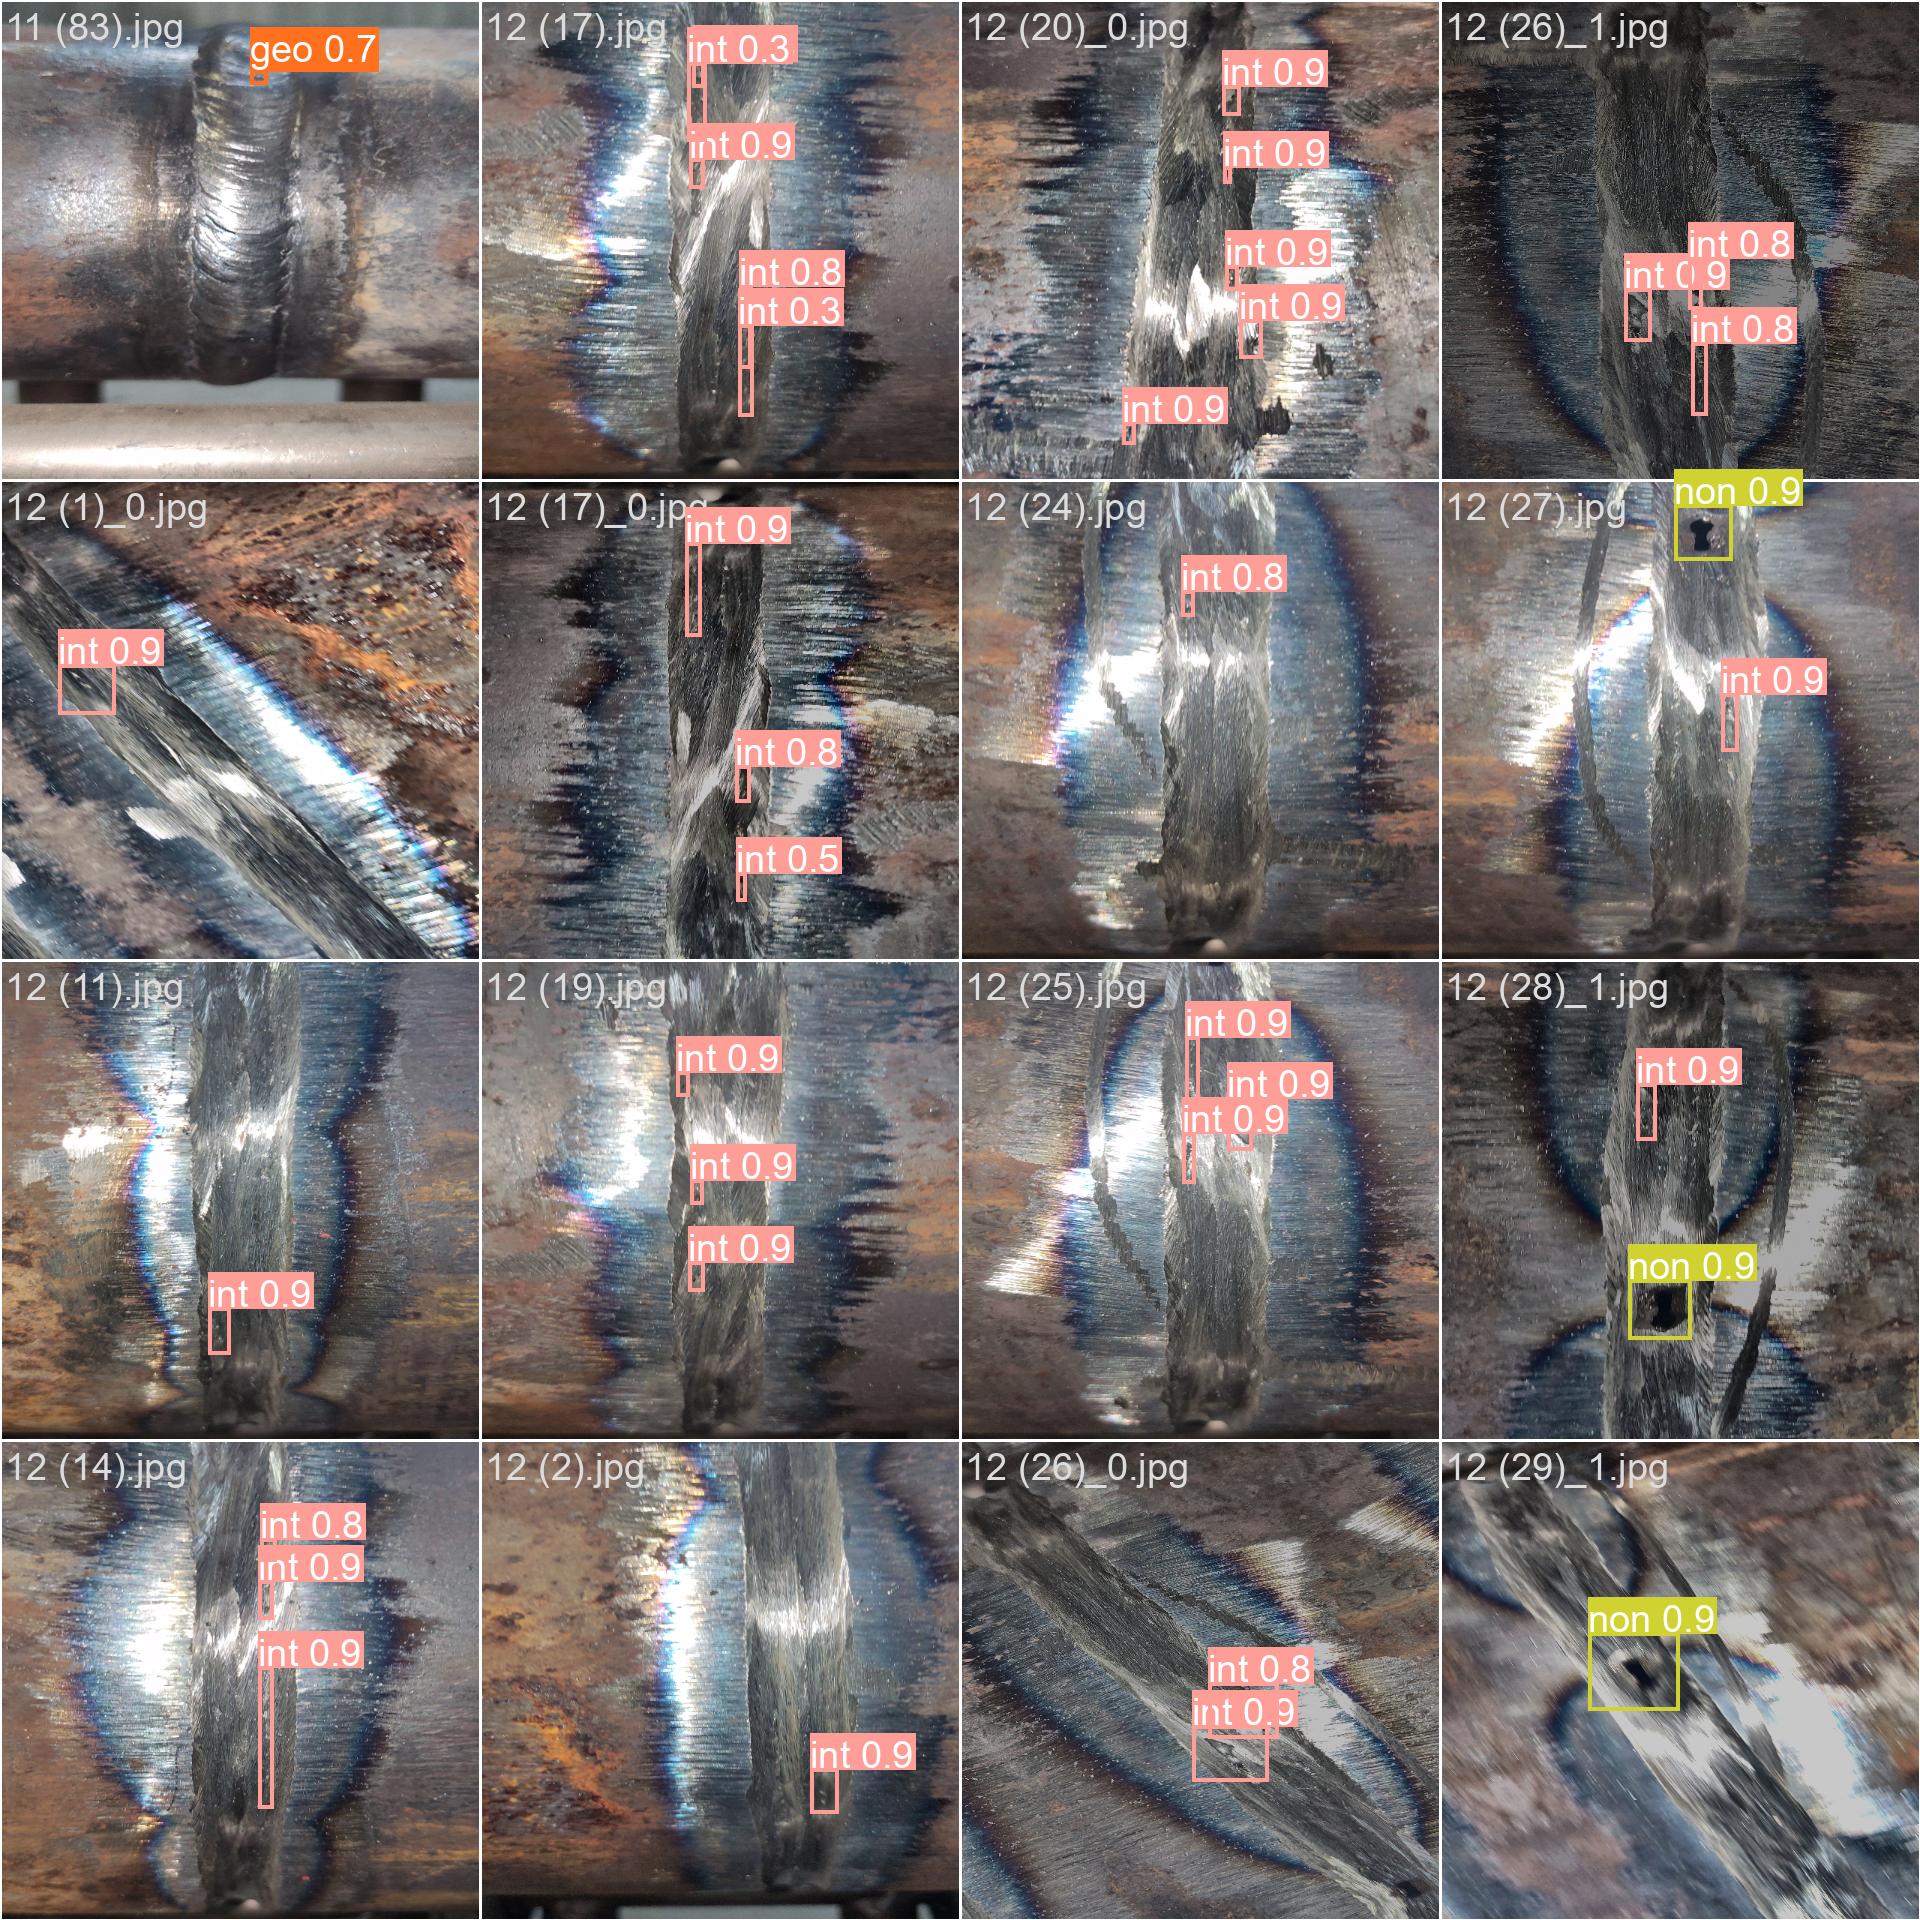 11 (83).jpg
geo 0.7
12 (17).jpg
int 0.3
int 0.9
int 0.8
int 0.3
12 (20)_0.jpg
int 0.9
int 0.9
int 0.9
int 0.9
int 0.9
12 (26)_1.jpg
int 0.8
int 0.9
int 0.8
12 (1)_0.jpg
int 0.9
12 (17)_0.jpg
int 0.9
int 0.8
int 0.5
12 (24).jpg
int 0.8
12 (27).jpg
non 0.9
int 0.9
12 (11).jpg
int 0.9
12 (19).jpg
int 0.9
int 0.9
int 0.9
12 (25).jpg
int 0.9
int 0.9
int 0.9
12 (28)_1.jpg
int 0.9
non 0.9
12 (14).jpg
int 0.8
int 0.9
int 0.9
12 (2).jpg
int 0.9
12 (26)_0.jpg
int 0.8
int 0.9
12 (29)_1.jpg
non 0.9